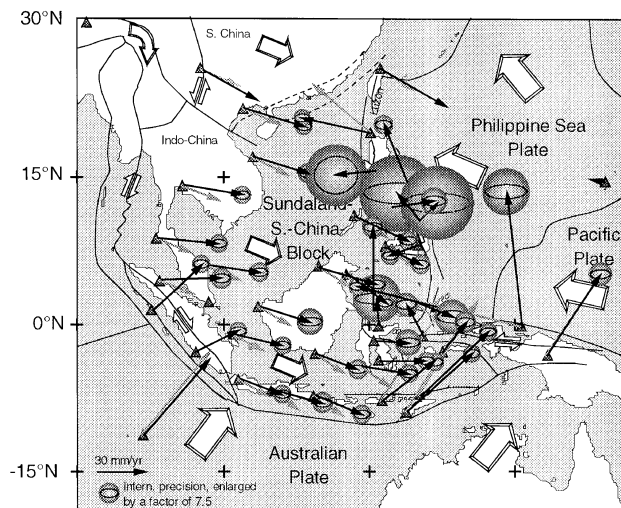 30°N
S. China
Philippine Sea
Plate
Indo-China
15°N
Sundaland-
S.-China
Block
Pacific
Plate
0°N
Australian
Plate
30 mm/yr
-15°N
Intern. precision, enlarged
by a factor of 7.5